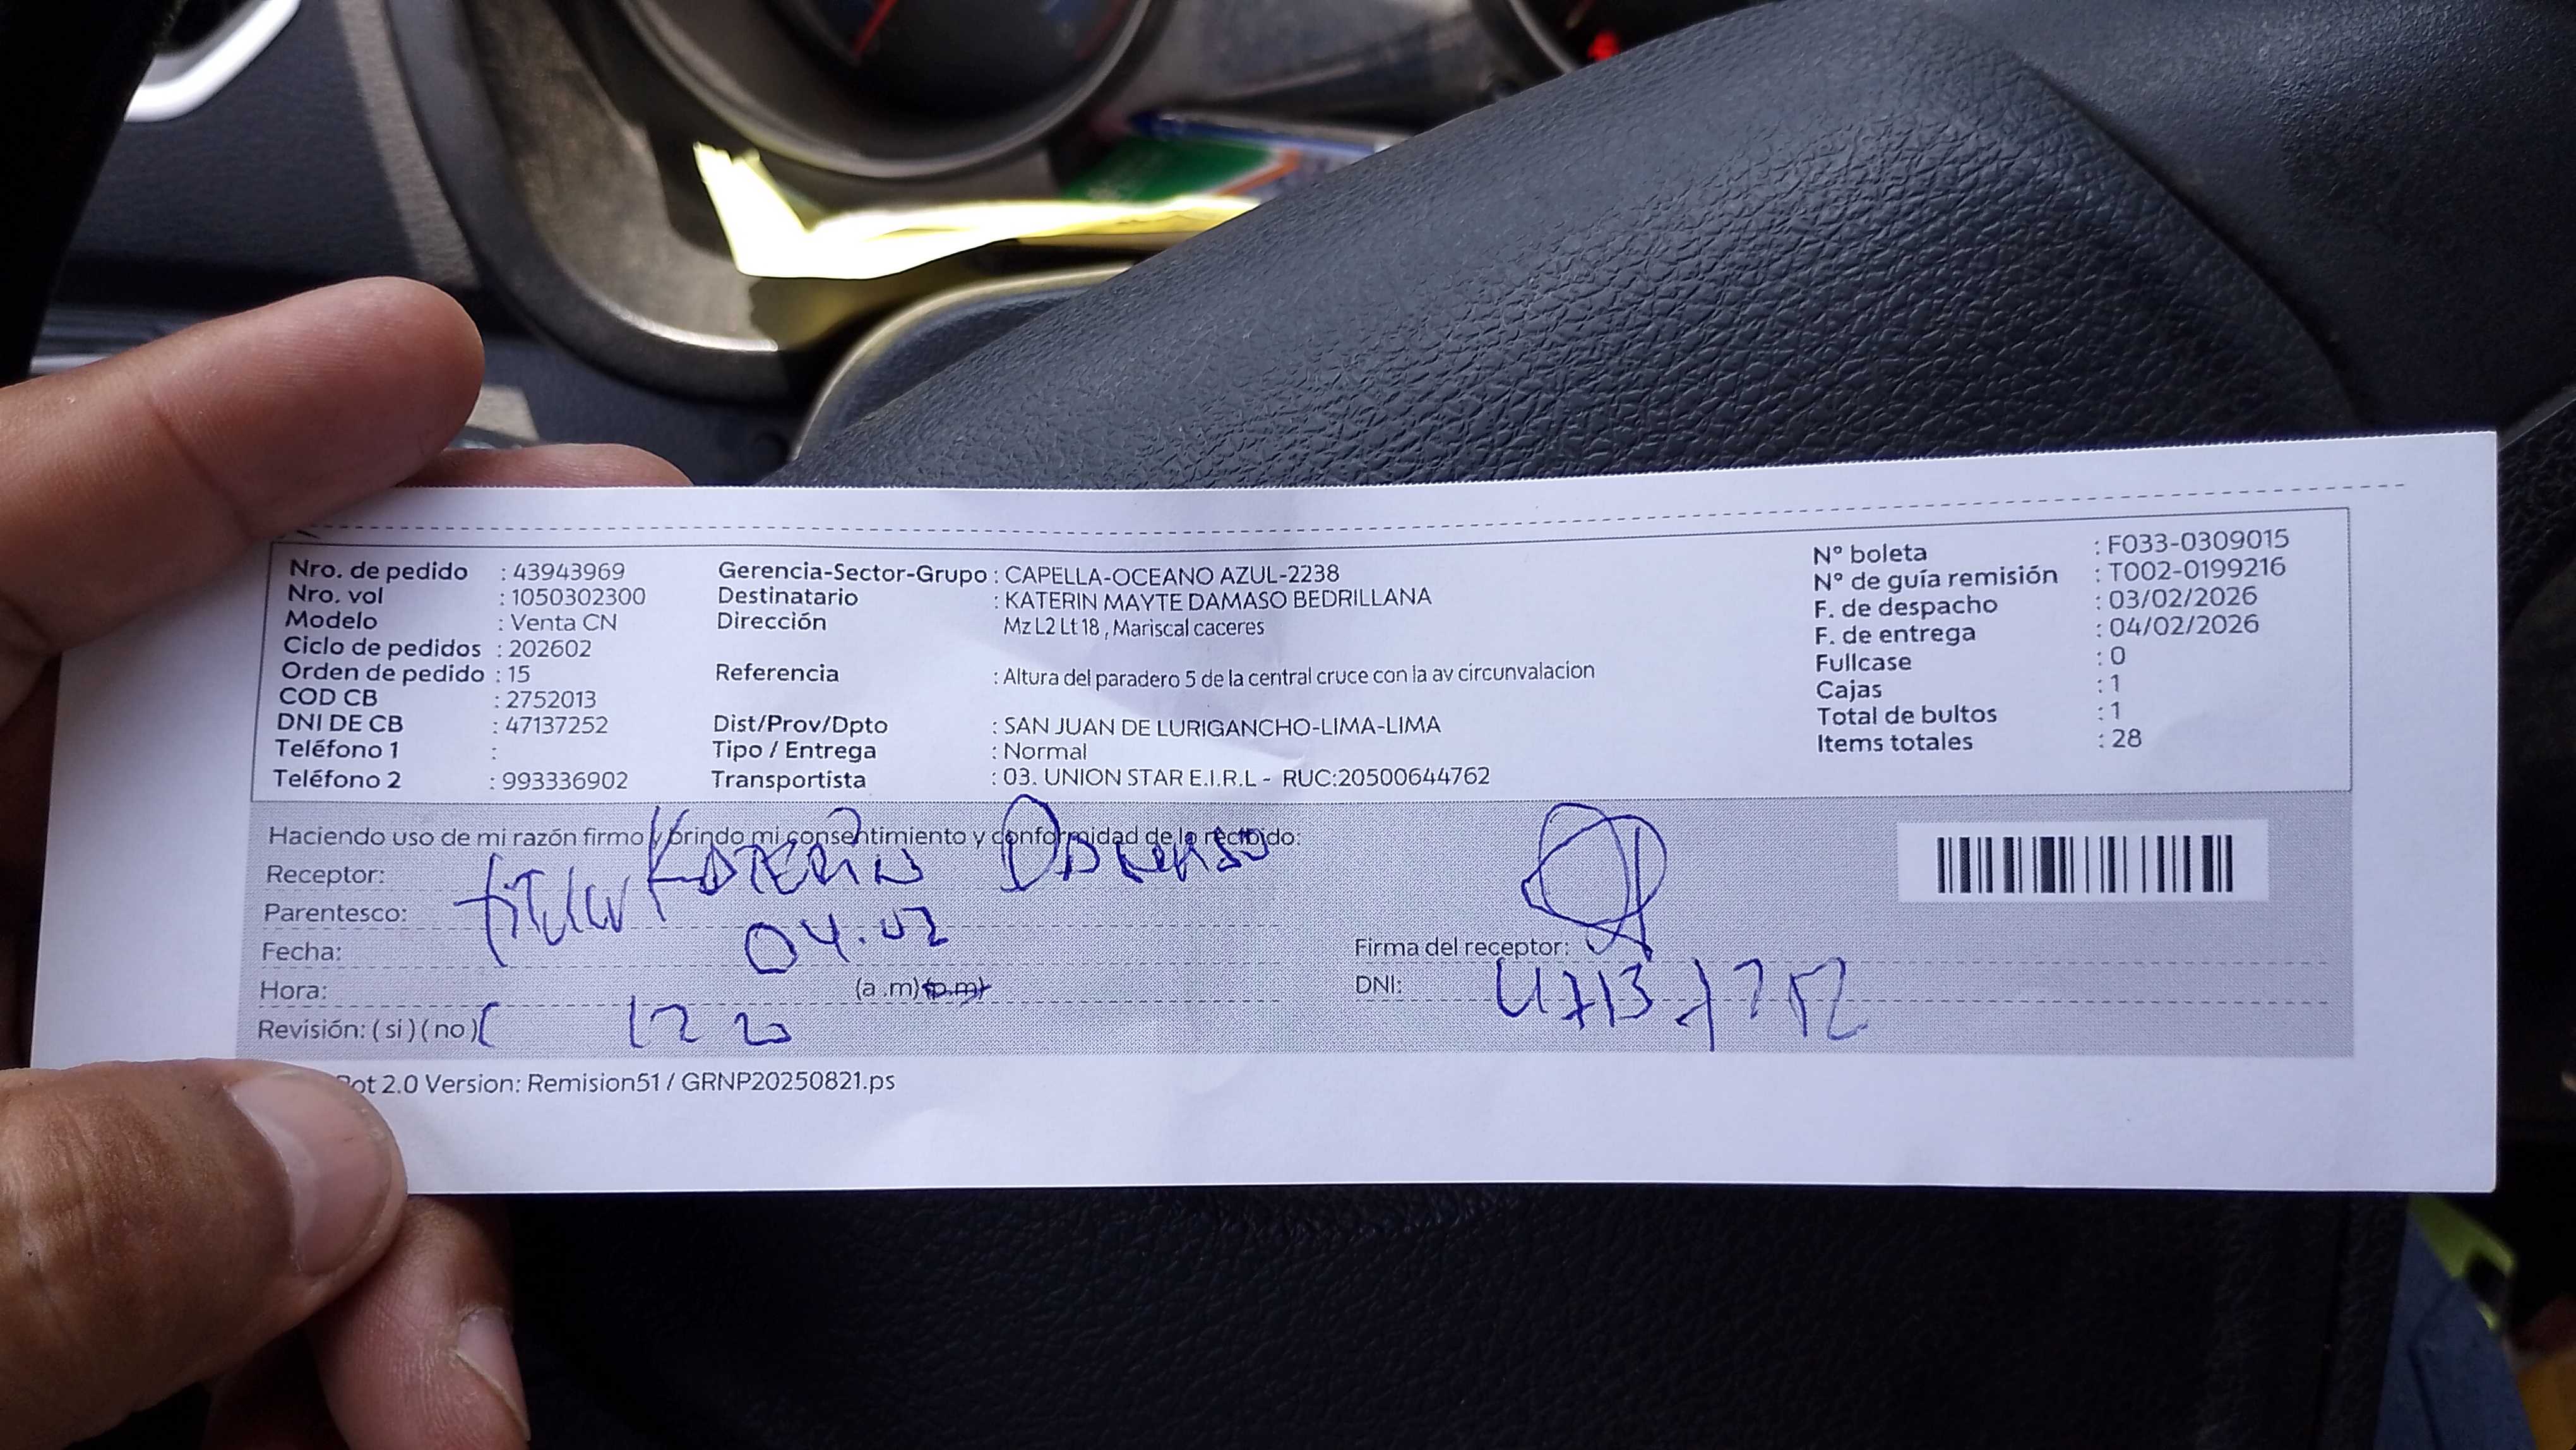 Nro. de pedido : 43943969
Nro. vol : 1050302300
Modelo : Venta CN
Ciclo de pedidos : 202602
Orden de pedido : 15
COD CB : 2752013
DNI DE CB : 47137252
Teléfono 1 :
Teléfono 2 : 993336902
Gerencia-Sector-Grupo : CAPELLA-OCEANO AZUL-2238
Destinatario : KATERIN MAYTE DAMASO BEDRILLANA
Dirección Mz L2 Lt 18 , Mariscal caceres
Referencia : Altura del paradero 5 de la central cruce con la av circunvalacion
Dist/Prov/Dpto : SAN JUAN DE LURIGANCHO-LIMA-LIMA
Tipo / Entrega : Normal
Transportista : 03. UNION STAR E.I.R.L - RUC:20500644762
N° boleta : F033-0309015
N° de guía remisión : T002-0199216
F. de despacho : 03/02/2026
F. de entrega : 04/02/2026
Fullcase : 0
Cajas : 1
Total de bultos : 1
Items totales : 28
Haciendo uso de mi razón firmo y brindo mi consentimiento y conformidad de lo recibido:
Receptor: Katerin Damaso
Parentesco: titular
Fecha: 04.02
Hora: (a .m)(p.m)
Revisión: ( si ) ( no ) 12 20
Firma del receptor:
DNI: 47137252
ot 2.0 Version: Remision51 / GRNP20250821.ps